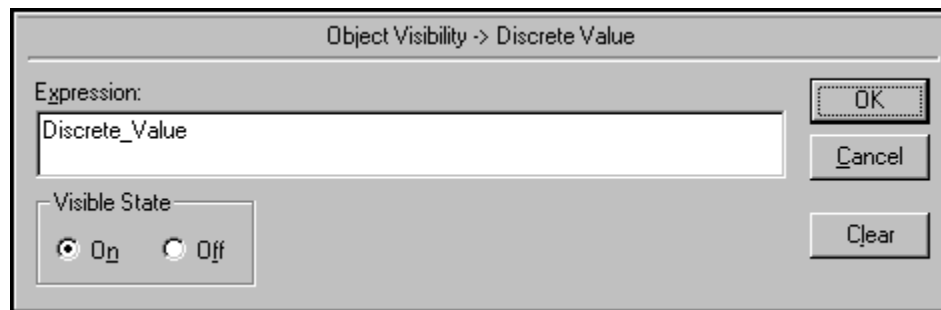 Object Visibility -> Discrete Value
Expression:
Discrete_Value
OK
Cancel
Visible State
On
Off
Clear